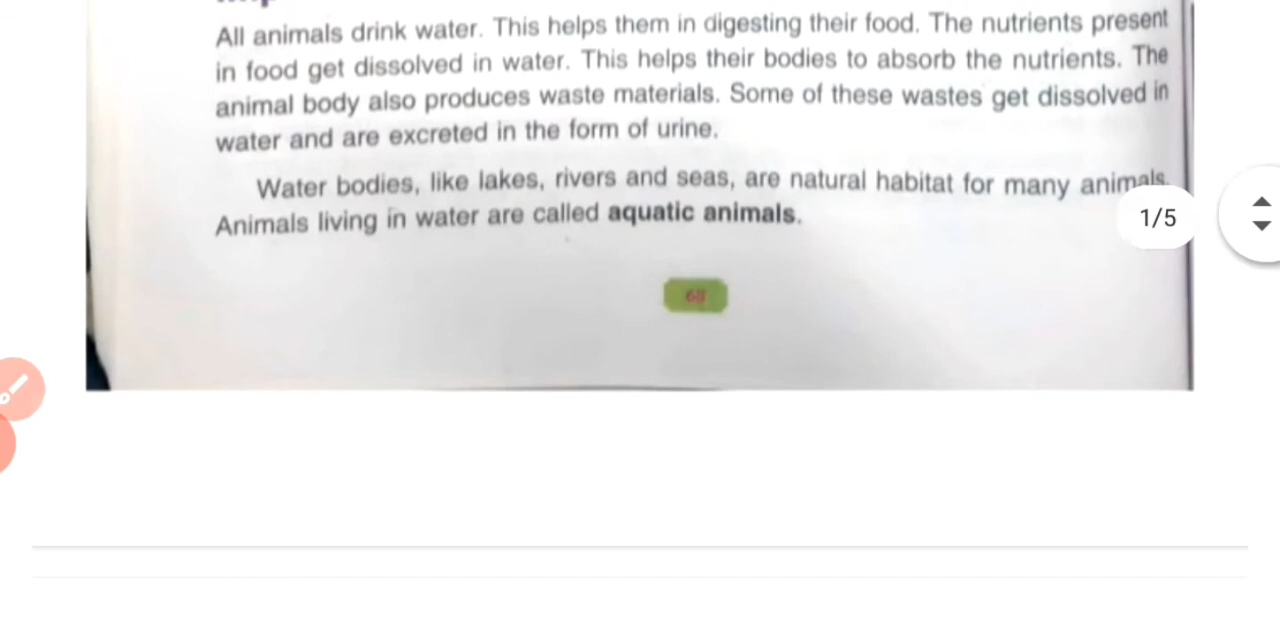 All animals drink water. This helps them in digesting their food. The nutrients present
in food get dissolved in water. This helps their bodies to absorb the nutrients. The
animal body also produces waste materials. Some of these wastes get dissolved in
water and are excreted in the form of urine.
Water bodies, like lakes, rivers and seas, are natural habitat for many animals.
Animals living in water are called aquatic animals.
1/5